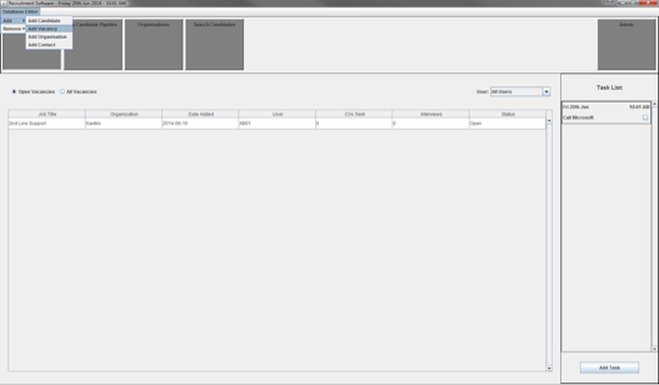 Recruitment Software - Friday 20th Jun 2014 - 10:41 AM
Database Editor
Add
Add Candidate
Candidate Pipeline
Organisations
Search Candidates
Admin
Remove
Add Vacancy
Add Organisation
Add Contact
Open Vacancies
All Vacancies
User:
All Users
Task List
Job Title
Organisation
Date Added
User
CVs Sent
Interviews
Status
2nd Line Support
2014-06-15
AB01
0
0
Open
Fri 20th Jun
10:41 AM
Call Microsoft
Add Task